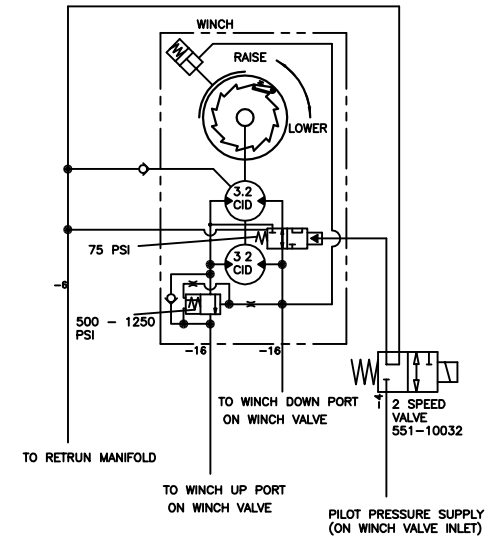 WINCH
RAISE
LOWER
3.2
CID
75 PSI
3 2
CID
-6
500 - 1250
PSI
-16
-16
-4
2 SPEED
VALVE
551-10032
TO WINCH DOWN PORT
ON WINCH VALVE
TO RETRUN MANIFOLD
TO WINCH UP PORT
ON WINCH VALVE
PILOT PRESSURE SUPPLY
(ON WINCH VALVE INLET)